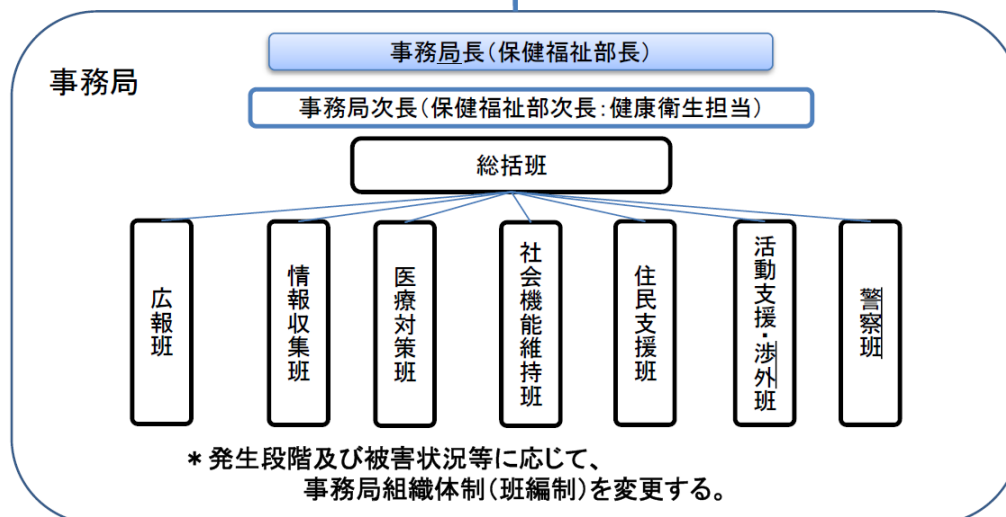 事務局長(保健福祉部長)
事務局
事務局次長(保健福祉部次長:健康衛生担当)
総括班
広報班
情報収集班
医療対策班
社会機能維持班
住民支援班
活動支援・渉外班
警察班
*発生段階及び被害状況等に応じて、
事務局組織体制(班編制)を変更する。